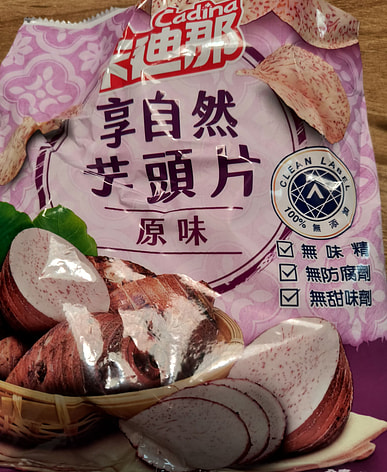 Cadina
卡迪那
享自然
芋頭片
原味
CLEAN LABEL
100% 無添加
無味精
無防腐劑
無甜味劑